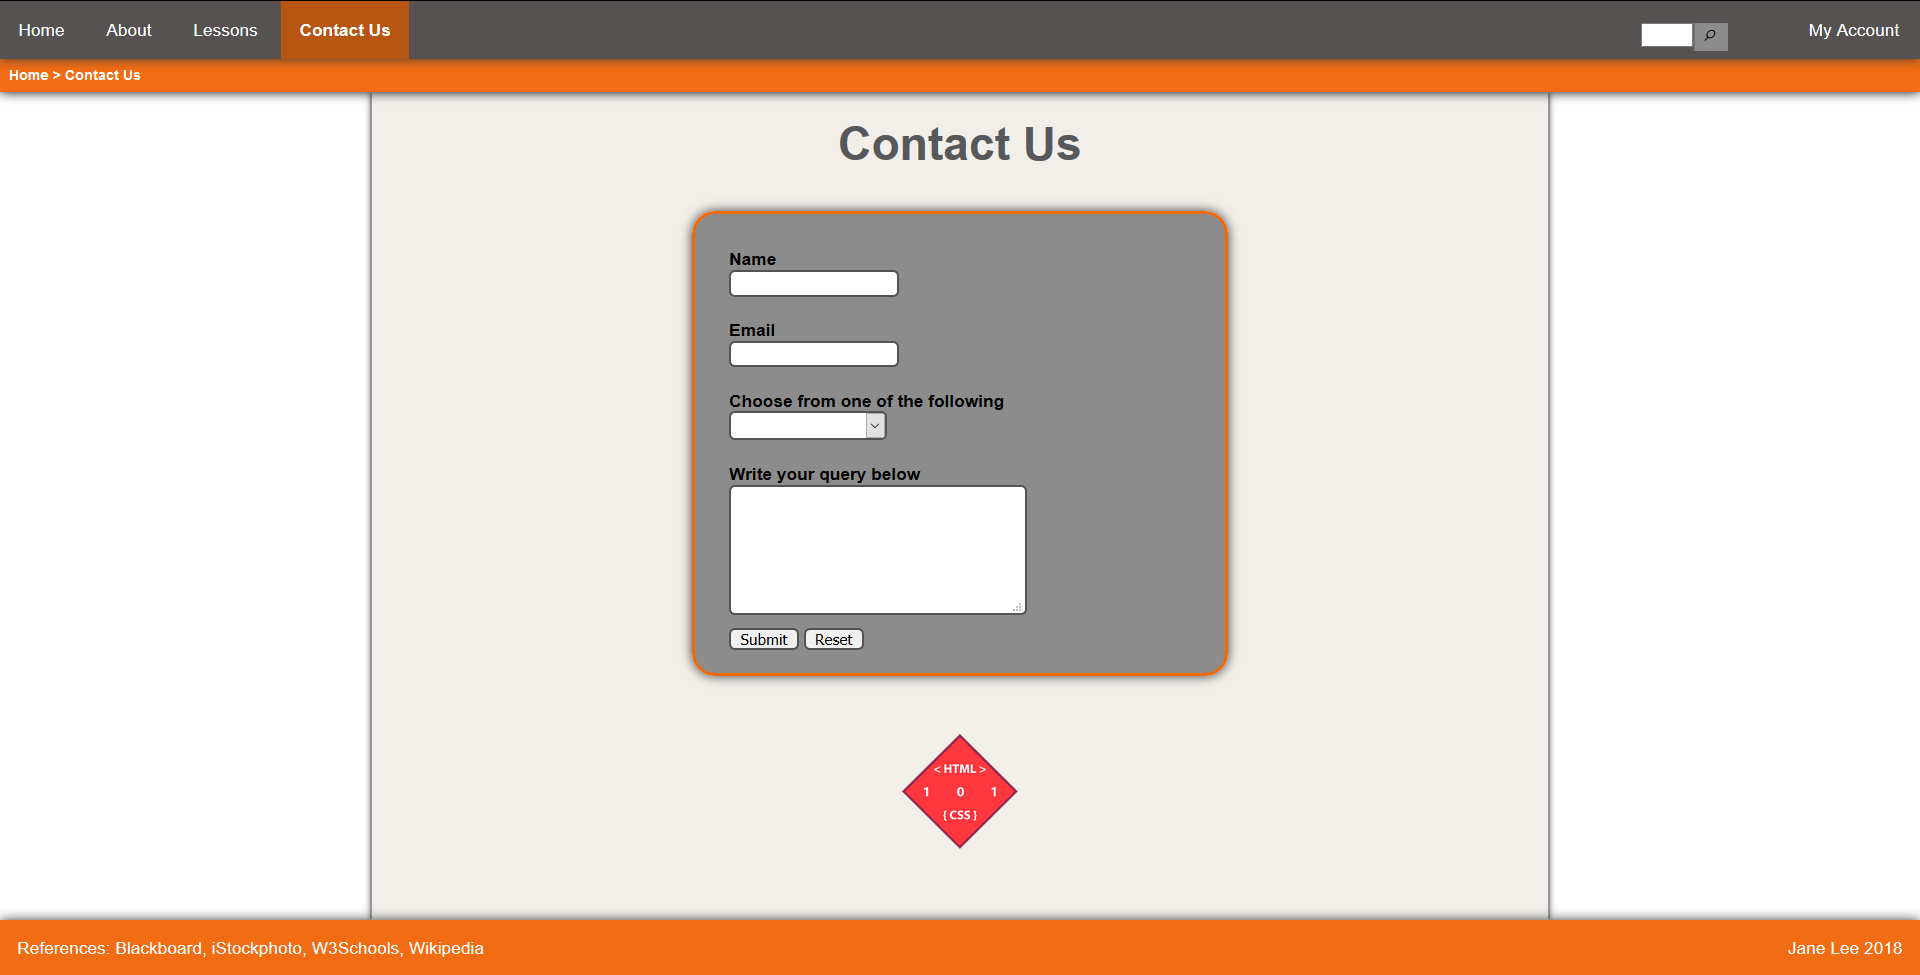 Home About Lessons Contact Us My Account
Home > Contact Us
Contact Us
Name
Email
Choose from one of the following
Write your query below
Submit Reset
< HTML >
1 0 1
{ CSS }
References: Blackboard, iStockphoto, W3Schools, Wikipedia Jane Lee 2018